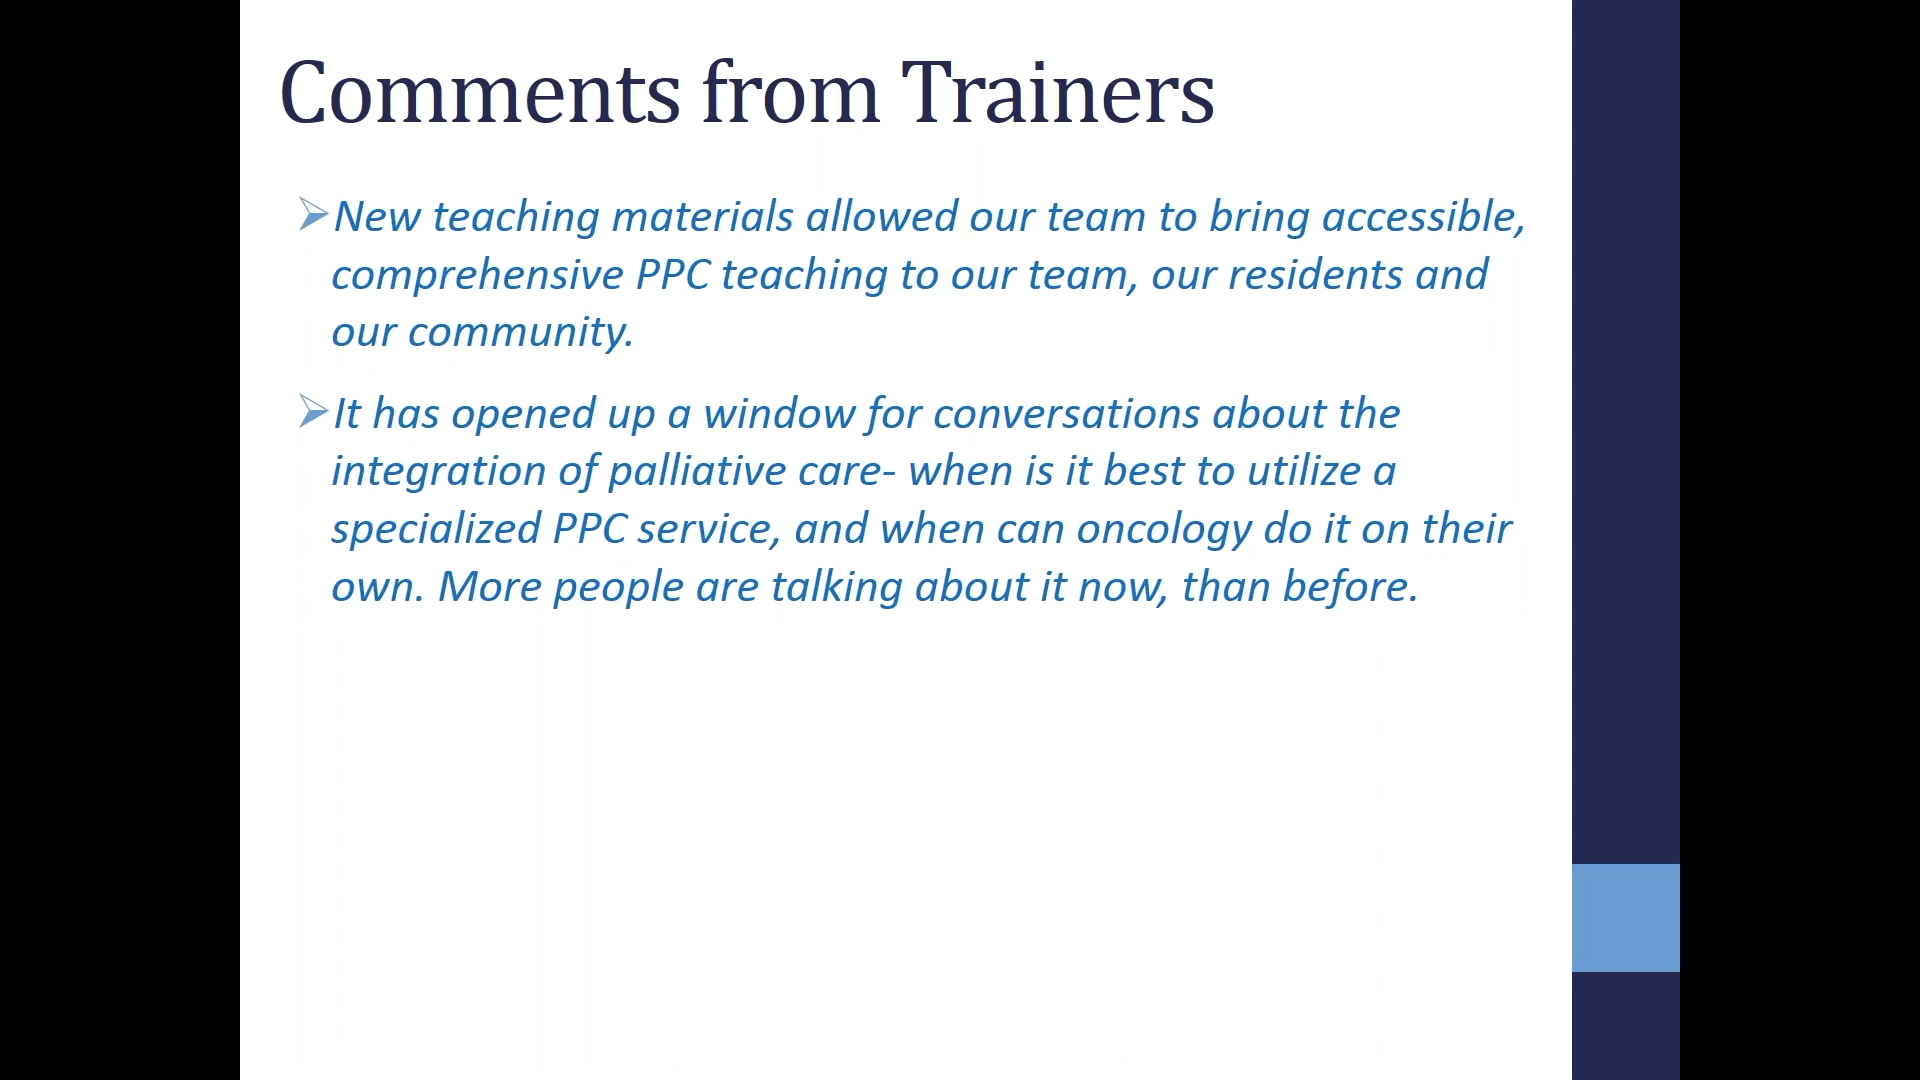 Comments from Trainers
New teaching materials allowed our team to bring accessible,
comprehensive PPC teaching to our team, our residents and
our community.
It has opened up a window for conversations about the
integration of palliative care- when is it best to utilize a
specialized PPC service, and when can oncology do it on their
own. More people are talking about it now, than before.